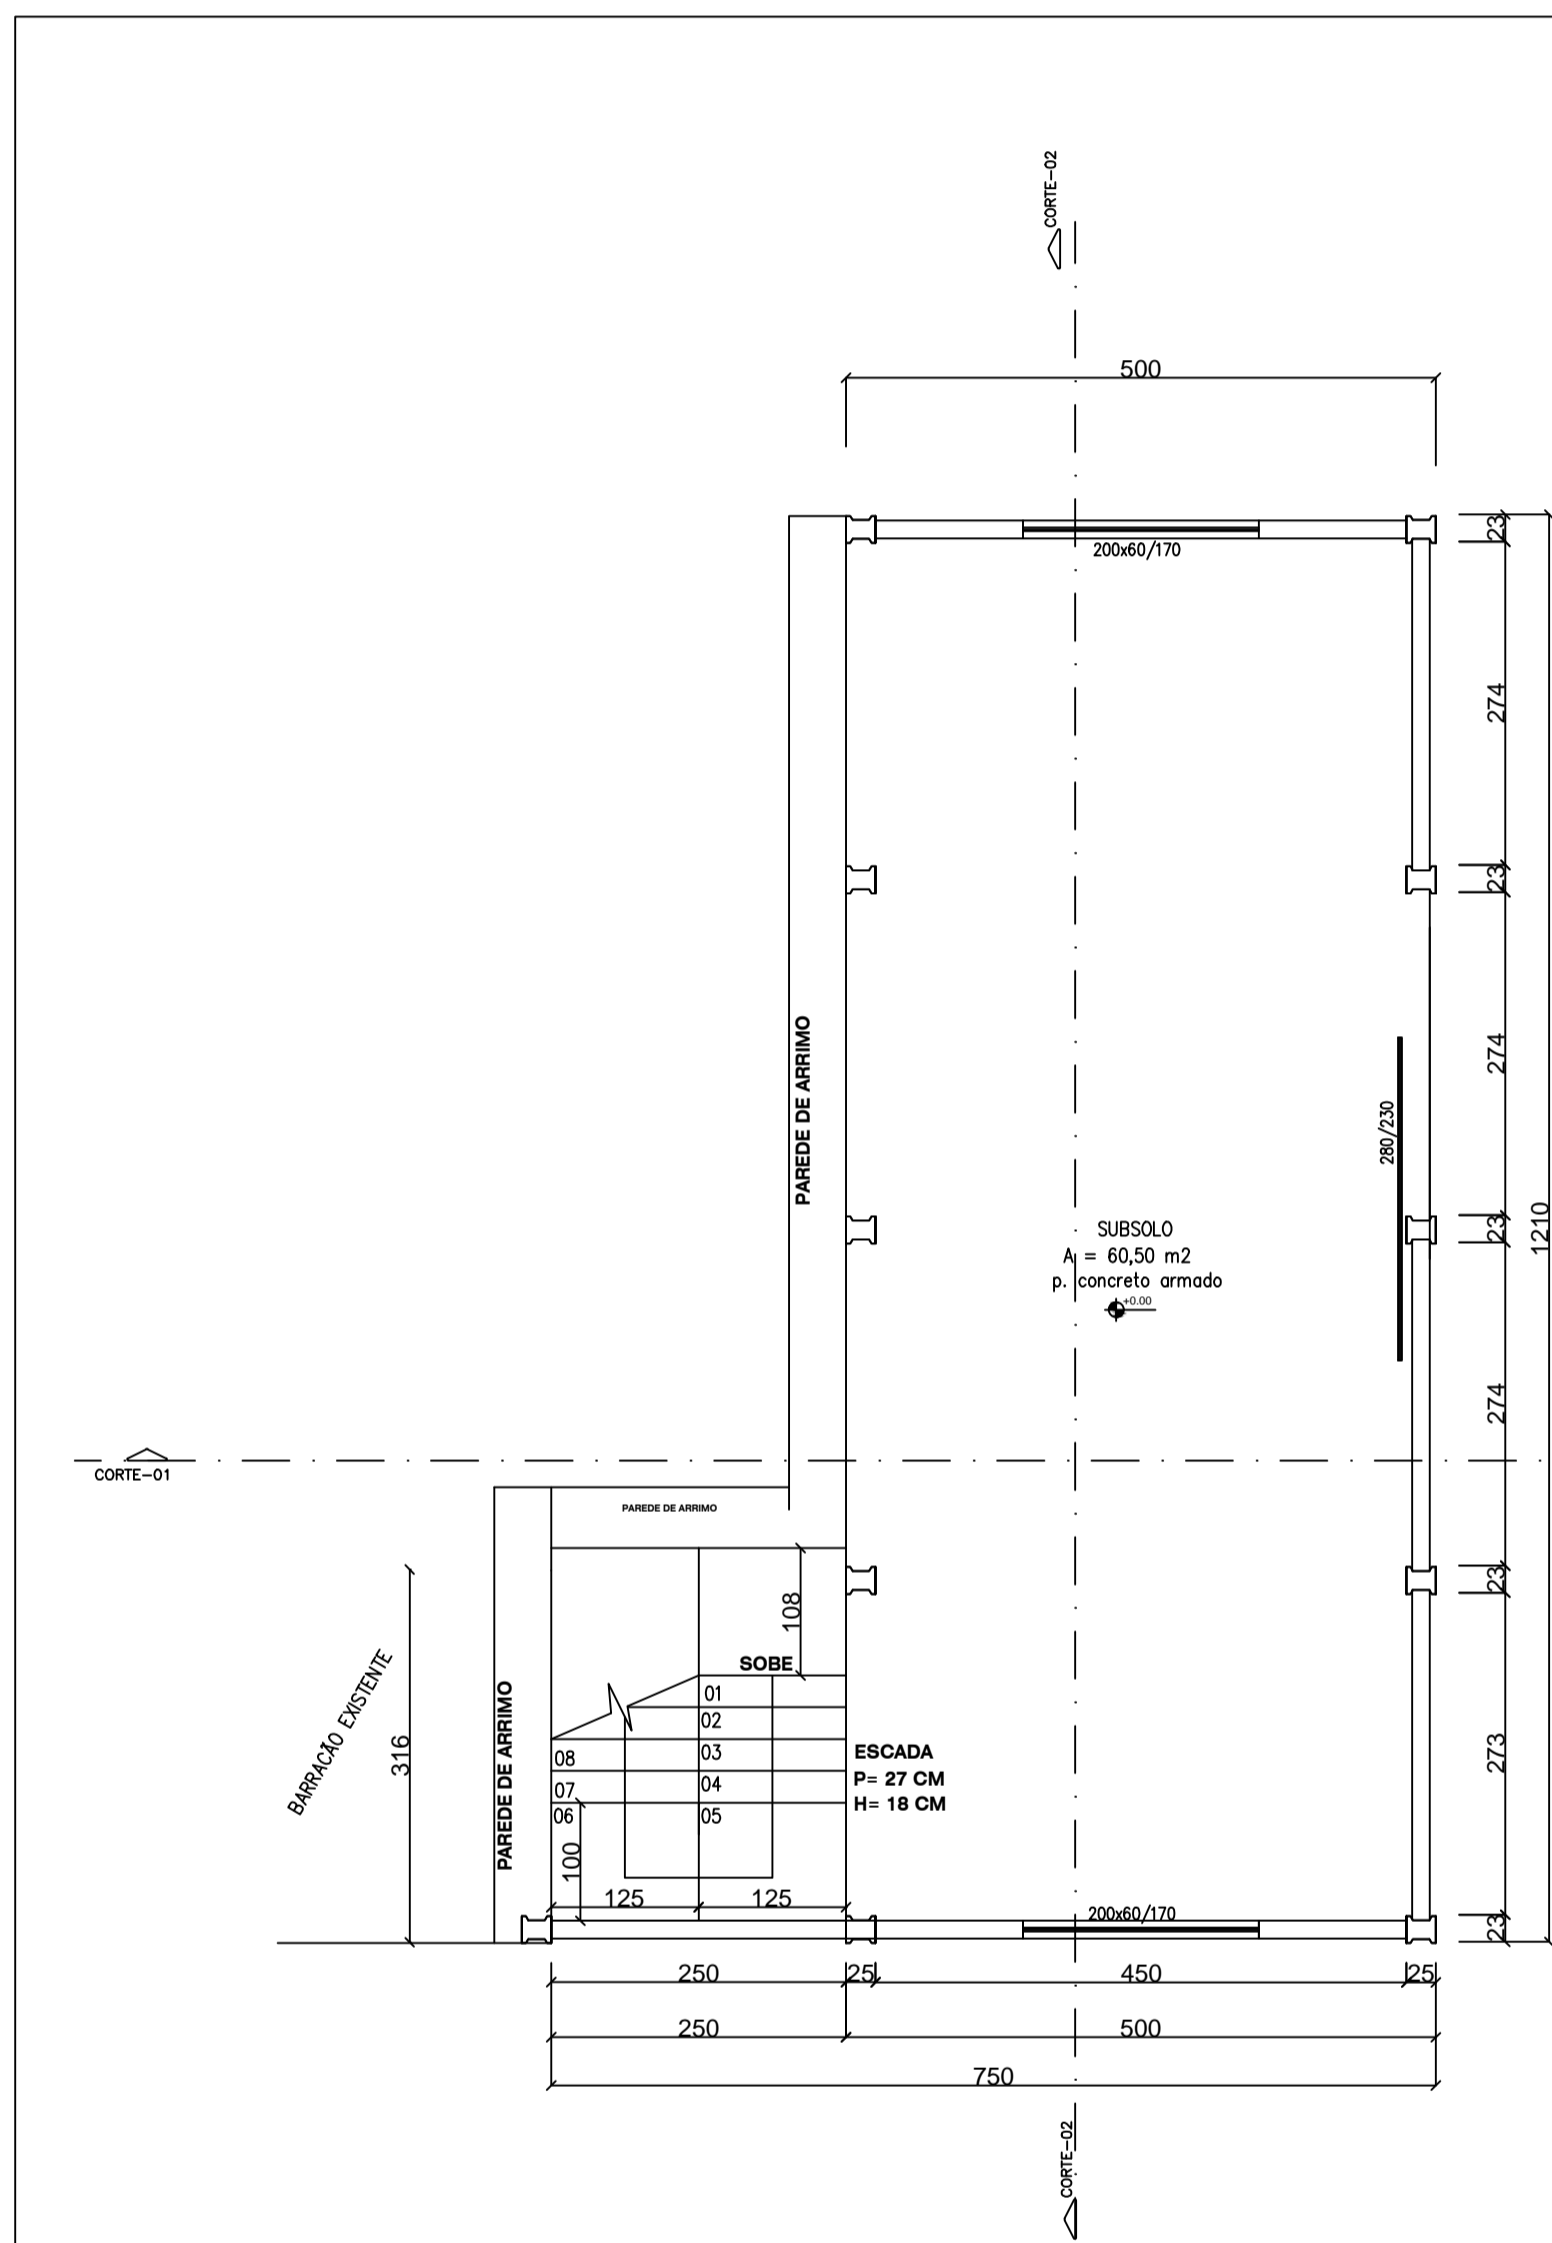 CORTE-02
500
200x60/170
23
274
23
PAREDE DE ARRIMO
274
280/230
23
1210
SUBSOLO
A = 60,50 m2
p. concreto armado
+0.00
274
CORTE-01
PAREDE DE ARRIMO
23
108
SOBE
BARRACÃO EXISTENTE
316
PAREDE DE ARRIMO
01
02
03
04
05
08
07
06
ESCADA
P= 27 CM
H= 18 CM
273
100
125
125
200x60/170
23
250
25
450
25
250
500
750
CORTE-02